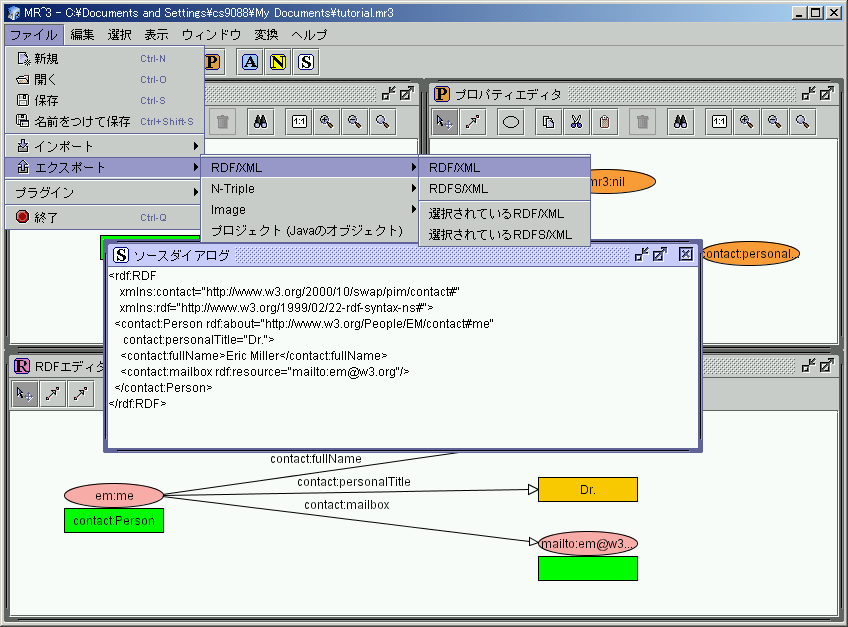 MR^3 - C:¥Documents and Settings¥cs9088¥My Documents¥tutorial.mr3
ファイル 編集 選択 表示 ウィンドウ 変換 ヘルプ
新規 Ctrl-N
開く Ctrl-O
保存 Ctrl-S
名前をつけて保存 Ctrl+Shift-S
インポート
エクスポート
プラグイン
終了 Ctrl-Q
P A N S
RDF/XML
N-Triple
Image
プロジェクト (Javaのオブジェクト)
RDF/XML
RDFS/XML
選択されているRDF/XML
選択されているRDFS/XML
1:1
P プロパティエディタ
1:1
mr3:nil
contact:personal...
S ソースダイアログ
<rdf:RDF
xmlns:contact="http://www.w3.org/2000/10/swap/pim/contact#"
xmlns:rdf="http://www.w3.org/1999/02/22-rdf-syntax-ns#">
<contact:Person rdf:about="http://www.w3.org/People/EM/contact#me"
contact:personalTitle="Dr.">
<contact:fullName>Eric Miller</contact:fullName>
<contact:mailbox rdf:resource="mailto:em@w3.org"/>
</contact:Person>
</rdf:RDF>
R RDFエディタ
contact:fullName
contact:personalTitle
contact:mailbox
em:me
contact:Person
Dr.
mailto:em@w3...